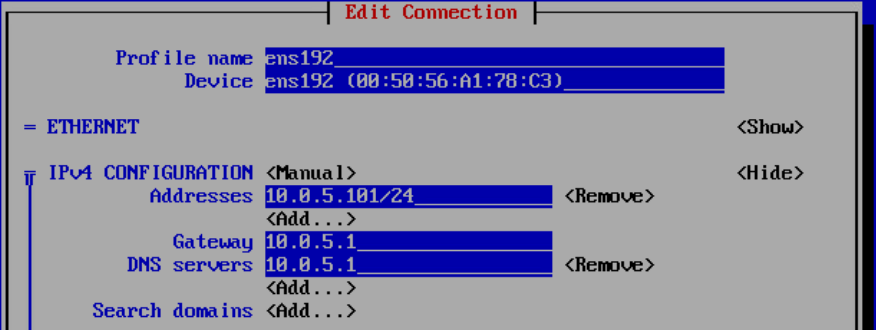 Edit Connection
Profile name ens192
Device ens192 (00:50:56:A1:78:C3)
= ETHERNET <Show>
IPv4 CONFIGURATION <Manual> <Hide>
Addresses 10.0.5.101/24 <Remove>
<Add...>
Gateway 10.0.5.1
DNS servers 10.0.5.1 <Remove>
<Add...>
Search domains <Add...>